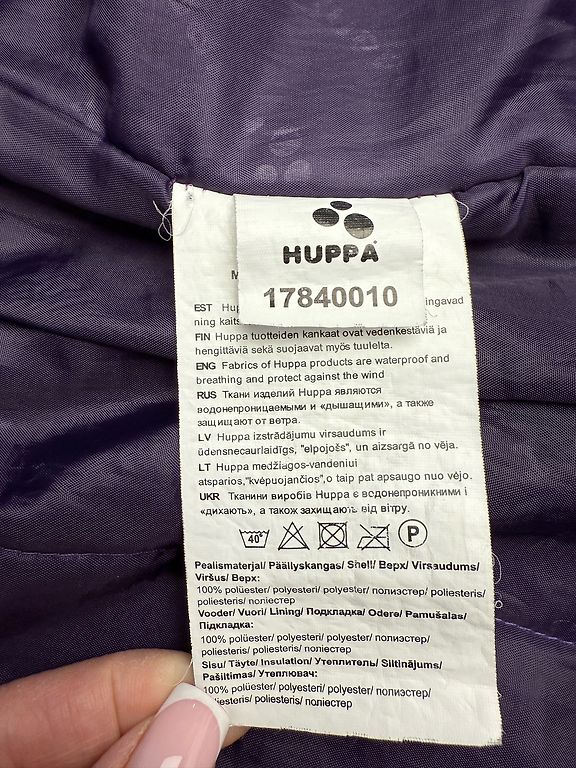 HUPPA
17840010
M
EST Hup ingavad
ning kaits
FIN Huppa tuotteiden kankaat ovat vedenkestäviä ja
hengittäviä sekä suojaavat myös tuulelta.
ENG Fabrics of Huppa products are waterproof and
breathing and protect against the wind
RUS Ткани изделий Huppa являются
водонепроницаемыми и «дышащими», а также
защищают от ветра.
LV Huppa izstrādājumu virsaudums ir
ūdensnecaurlaidīgs, "elpojošs", un aizsargā no vēja.
LT Huppa medžiagos-vandeniui
atsparios,"kvėpuojančios",o taip pat apsaugo nuo vėjo.
UKR Тканини виробів Huppa є водонепроникними і
«дихають», а також захищають від вітру.
40° P
Pealismaterjal/ Päällyskangas/ Shell/ Верх/ Virsaudums/
Viršus/ Верх:
100% polüester/ polyesteri/ polyester/ полиэстер/ poliesteris/
poliesteris/ поліестер
Vooder/ Vuori/ Lining/ Подкладка/ Odere/ Pamušalas/
Підкладка:
100% polüester/ polyesteri/ polyester/ полиэстер/
poliesteris/ poliesteris/ поліестер
Sisu/ Täyte/ Insulation/ Утеплитель/ Siltinājums/
Pašiltimas/ Утеплювач:
100% polüester/ polyesteri/ polyester/ полиэстер/
liesteris/ poliesteris/ поліестер